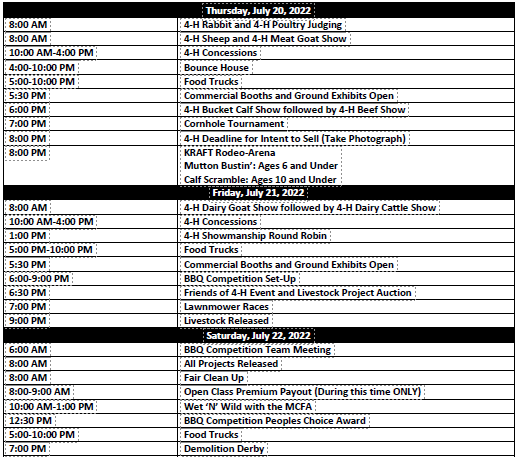 Thursday, July 20, 2022
8:00 AM 4-H Rabbit and 4-H Poultry Judging
8:00 AM 4-H Sheep and 4-H Meat Goat Show
10:00 AM-4:00 PM 4-H Concessions
4:00-10:00 PM Bounce House
5:00-10:00 PM Food Trucks
5:30 PM Commercial Booths and Ground Exhibits Open
6:00 PM 4-H Bucket Calf Show followed by 4-H Beef Show
7:00 PM Cornhole Tournament
8:00 PM 4-H Deadline for Intent to Sell (Take Photograph)
8:00 PM KRAFT Rodeo-Arena
Mutton Bustin’: Ages 6 and Under
Calf Scramble: Ages 10 and Under
Friday, July 21, 2022
8:00 AM 4-H Dairy Goat Show followed by 4-H Dairy Cattle Show
10:00 AM-4:00 PM 4-H Concessions
1:00 PM 4-H Showmanship Round Robin
5:00 PM-10:00 PM Food Trucks
5:30 PM Commercial Booths and Ground Exhibits Open
6:00-9:00 PM BBQ Competition Set-Up
6:30 PM Friends of 4-H Event and Livestock Project Auction
7:00 PM Lawnmower Races
9:00 PM Livestock Released
Saturday, July 22, 2022
6:00 AM BBQ Competition Team Meeting
8:00 AM All Projects Released
8:00 AM Fair Clean Up
8:00-9:00 AM Open Class Premium Payout (During this time ONLY)
10:00 AM-1:00 PM Wet ‘N’ Wild with the MCFA
12:30 PM BBQ Competition Peoples Choice Award
5:00-10:00 PM Food Trucks
7:00 PM Demolition Derby